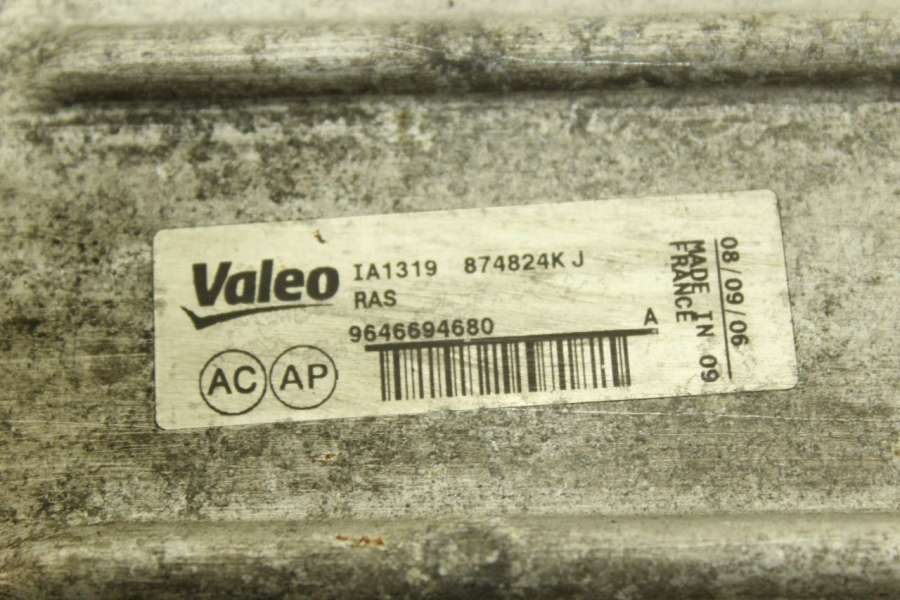 Valeo
IA1319 874824K J
RAS
9646694680 A
AC AP
MADE IN 09
FRANCE
08/09/06